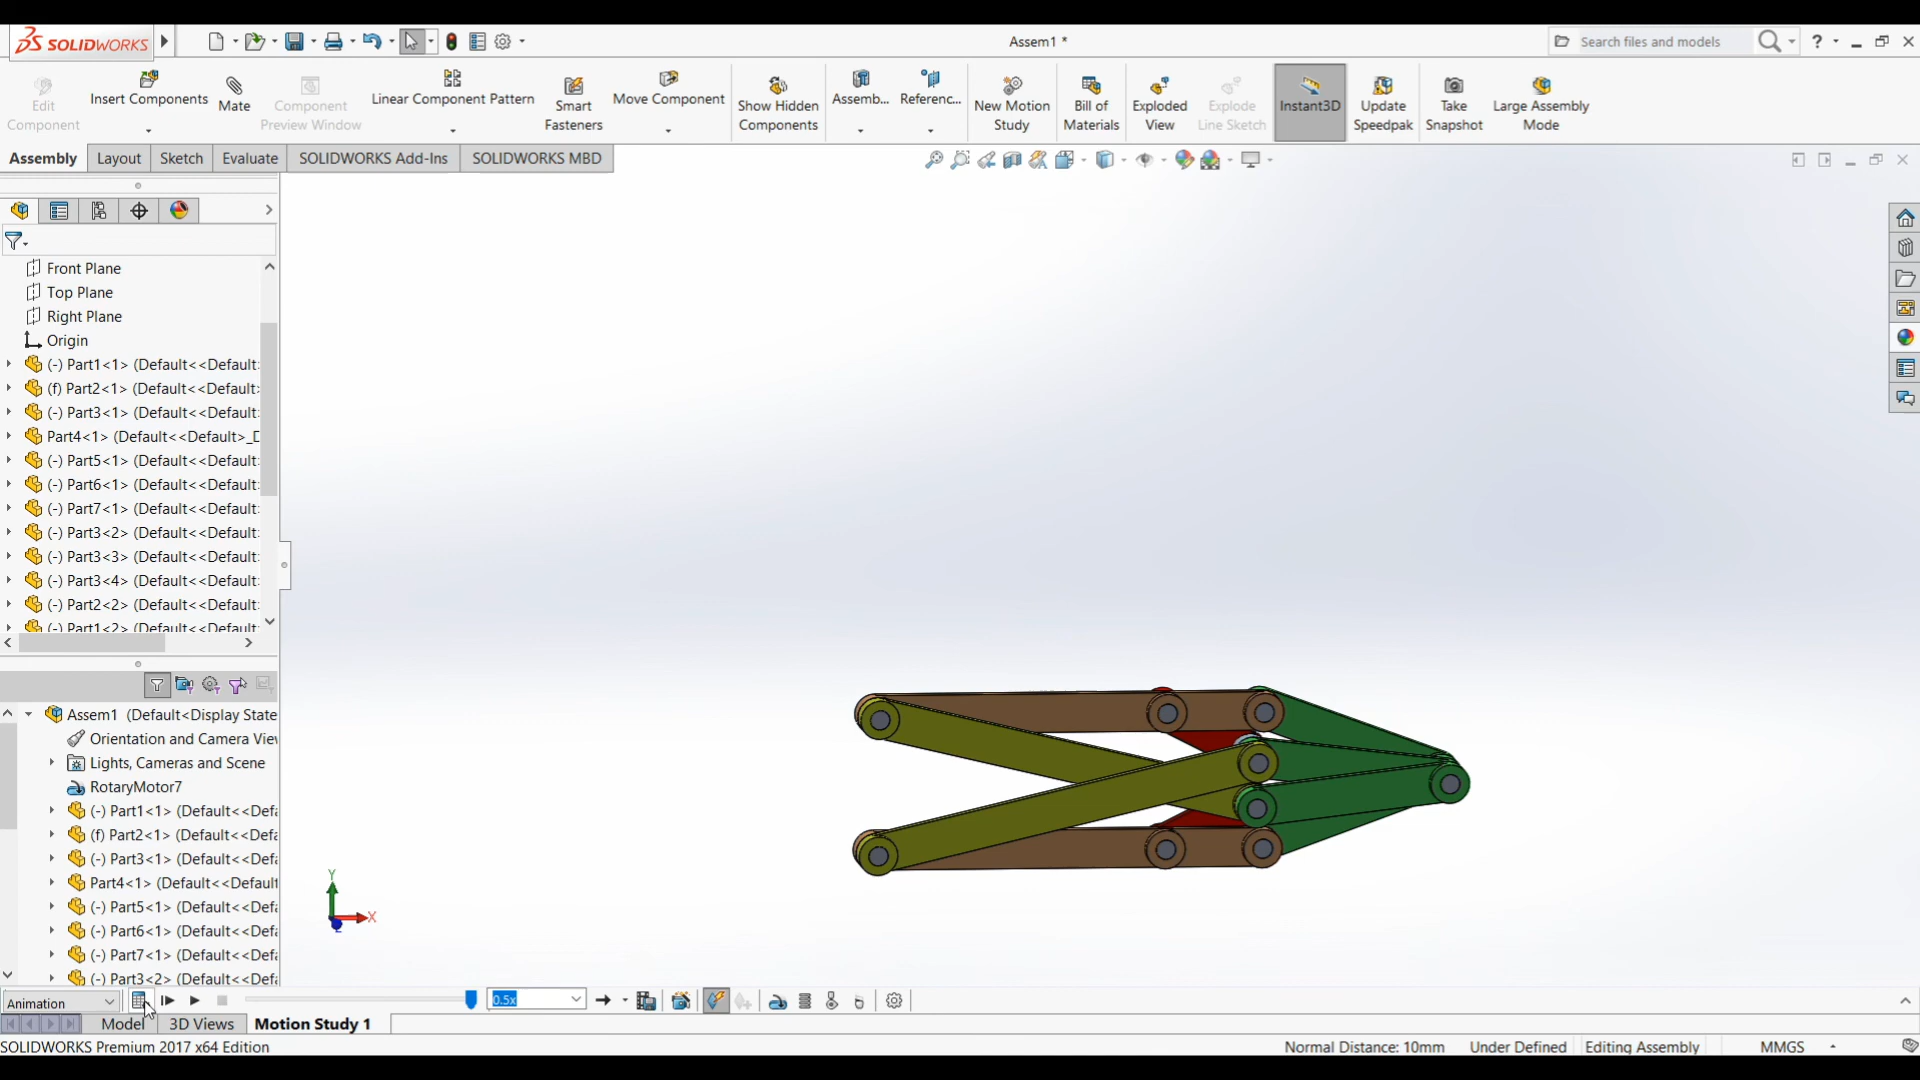 SOLIDWORKS
Assem1 *
Search files and models
?
Edit Component
Insert Components
Mate
Component Preview Window
Linear Component Pattern
Smart Fasteners
Move Component
Show Hidden Components
Assemb...
Referenc...
New Motion Study
Bill of Materials
Exploded View
Explode Line Sketch
Instant3D
Update Speedpak
Take Snapshot
Large Assembly Mode
Assembly
Layout
Sketch
Evaluate
SOLIDWORKS Add-Ins
SOLIDWORKS MBD
Front Plane
Top Plane
Right Plane
Origin
(-) Part1<1> (Default<<Default
(f) Part2<1> (Default<<Default
(-) Part3<1> (Default<<Default
Part4<1> (Default<<Default>_D
(-) Part5<1> (Default<<Default
(-) Part6<1> (Default<<Default
(-) Part7<1> (Default<<Default
(-) Part3<2> (Default<<Default
(-) Part3<3> (Default<<Default
(-) Part3<4> (Default<<Default
(-) Part2<2> (Default<<Default
(-) Part1<2> (Default<<Default
Assem1 (Default<Display State
Orientation and Camera Vie
Lights, Cameras and Scene
RotaryMotor7
(-) Part1<1> (Default<<Def
(f) Part2<1> (Default<<Def
(-) Part3<1> (Default<<Def
Part4<1> (Default<<Default
(-) Part5<1> (Default<<Def
(-) Part6<1> (Default<<Def
(-) Part7<1> (Default<<Def
(-) Part3<2> (Default<<Def
Y
X
Z
Animation
0.5x
Model
3D Views
Motion Study 1
SOLIDWORKS Premium 2017 x64 Edition
Normal Distance: 10mm
Under Defined
Editing Assembly
MMGS